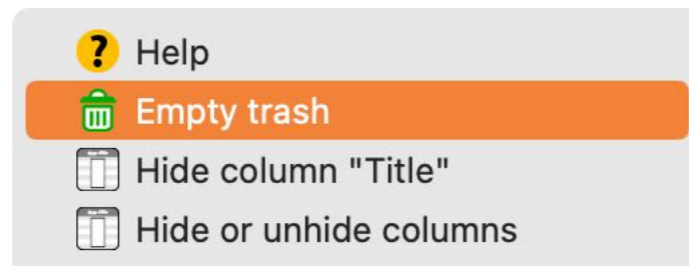 Help
Empty trash
Hide column "Title"
Hide or unhide columns